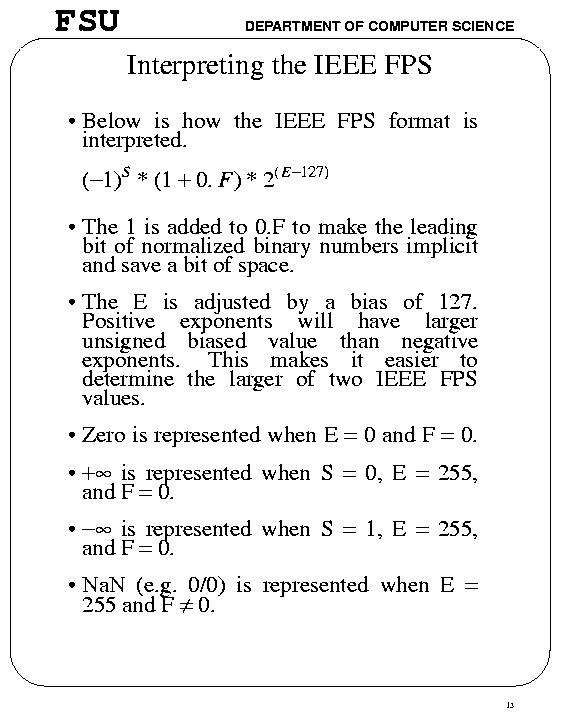 FSU DEPARTMENT OF COMPUTER SCIENCE
Interpreting the IEEE FPS
• Below is how the IEEE FPS format is
interpreted.
(−1)^S * (1 + 0. F) * 2^(E−127)
• The 1 is added to 0.F to make the leading
bit of normalized binary numbers implicit
and save a bit of space.
• The E is adjusted by a bias of 127.
Positive exponents will have larger
unsigned biased value than negative
exponents. This makes it easier to
determine the larger of two IEEE FPS
values.
• Zero is represented when E = 0 and F = 0.
• +∞ is represented when S = 0, E = 255,
and F = 0.
• −∞ is represented when S = 1, E = 255,
and F = 0.
• NaN (e.g. 0/0) is represented when E =
255 and F ≠ 0.
13